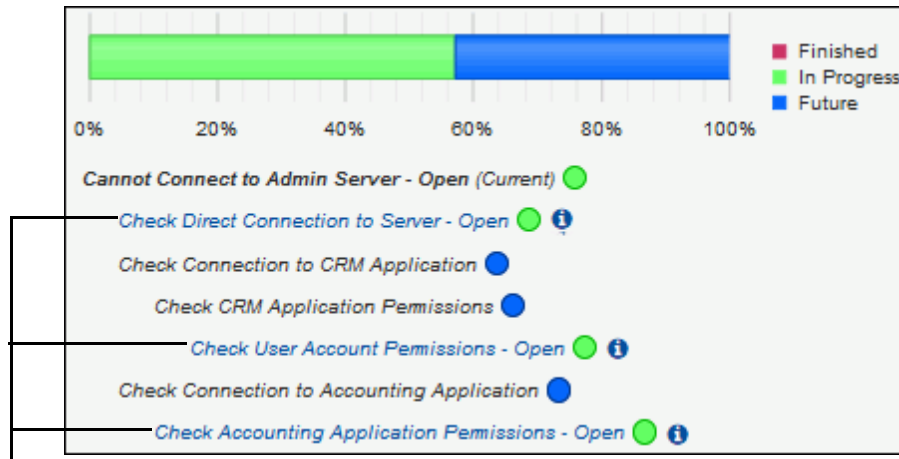 Finished
In Progress
Future
0% 20% 40% 60% 80% 100%
Cannot Connect to Admin Server - Open (Current)
Check Direct Connection to Server - Open
Check Connection to CRM Application
Check CRM Application Permissions
Check User Account Permissions - Open
Check Connection to Accounting Application
Check Accounting Application Permissions - Open